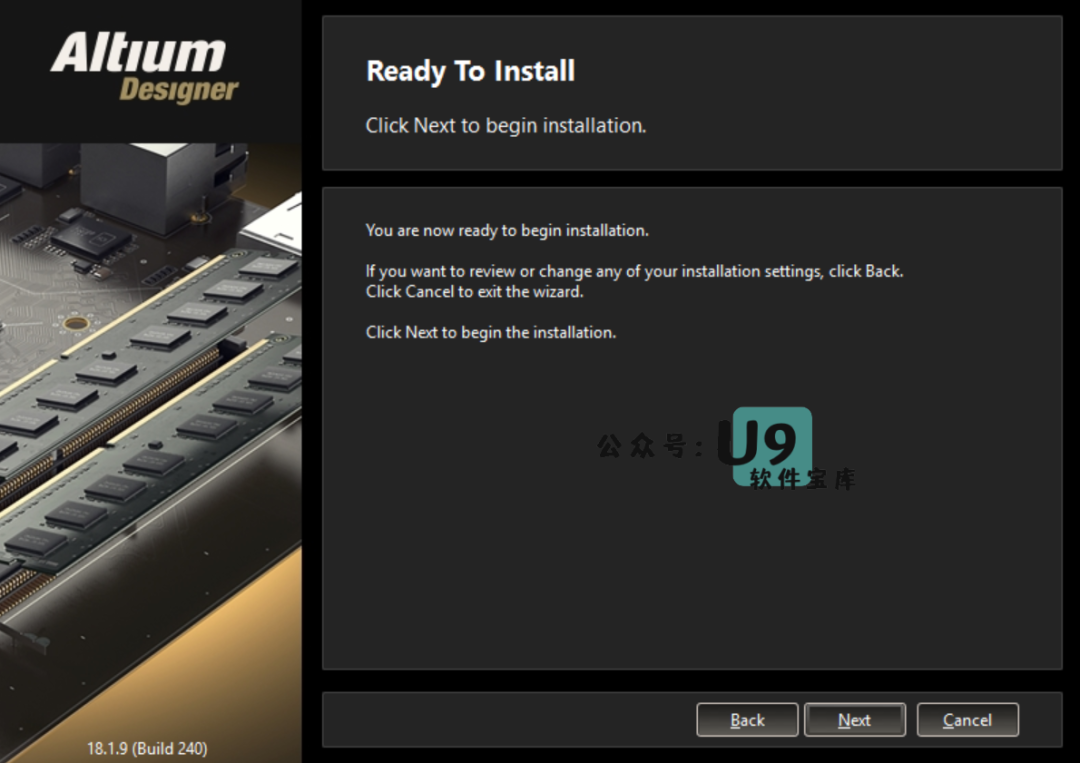 Altium
Designer
Ready To Install
Click Next to begin installation.
You are now ready to begin installation.
If you want to review or change any of your installation settings, click Back.
Click Cancel to exit the wizard.
Click Next to begin the installation.
公众号：U9
软件宝库
Back
Next
Cancel
18.1.9 (Build 240)